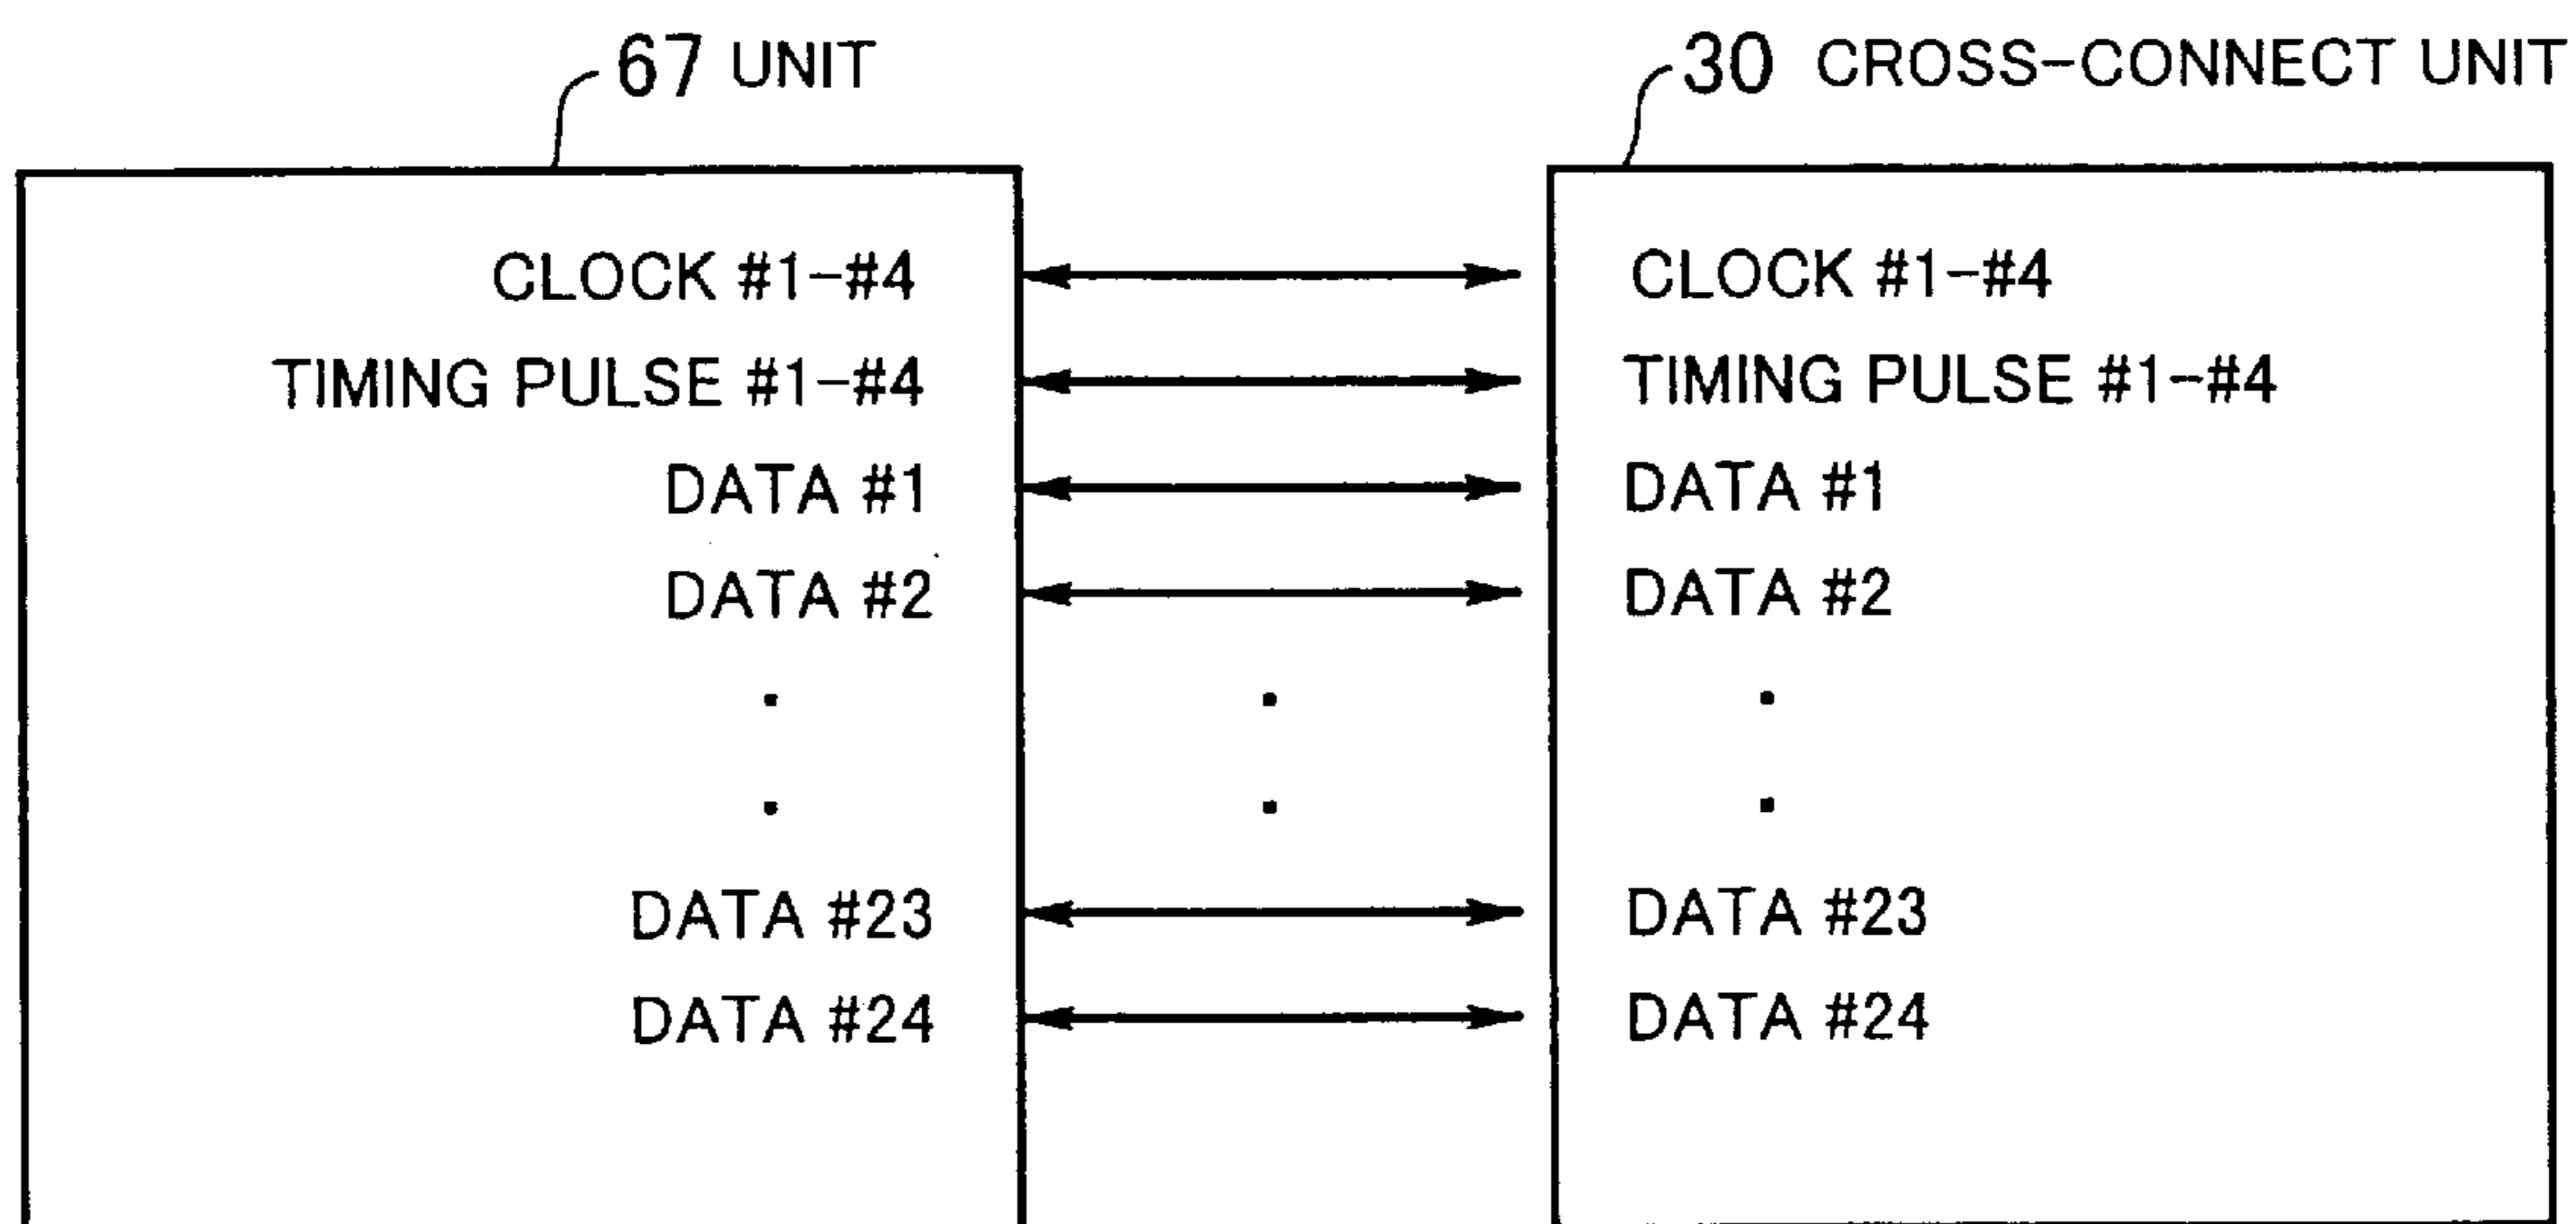 67 UNIT
30 CROSS-CONNECT UNIT
CLOCK #1-#4
CLOCK #1-#4
TIMING PULSE #1-#4
TIMING PULSE #1-#4
DATA #1
DATA #1
DATA #2
DATA #2
DATA #23
DATA #23
DATA #24
DATA #24